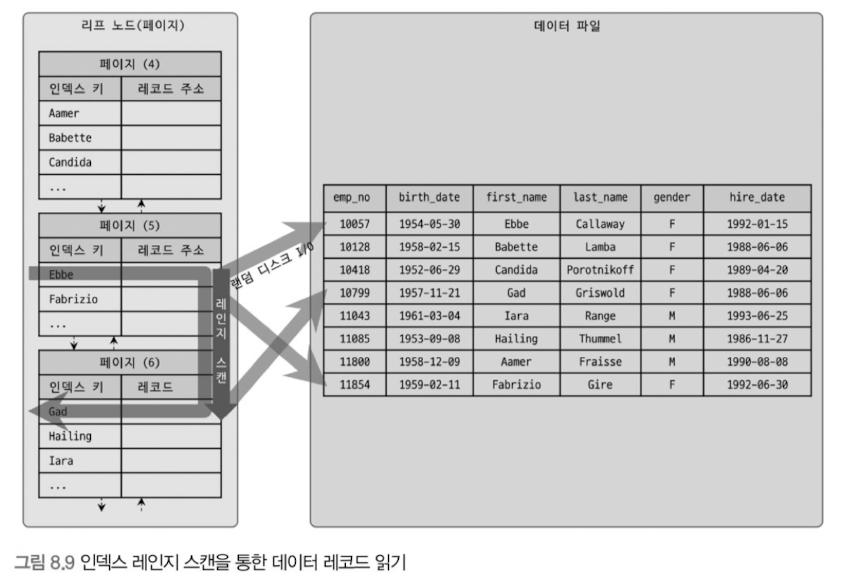 리프 노드(페이지)
페이지 (4)
인덱스 키 레코드 주소
Aamer
Babette
Candida
...
페이지 (5)
인덱스 키 레코드 주소
Ebbe
Fabrizio
...
페이지 (6)
인덱스 키 레코드
Gad
Hailing
Iara
...
레인지 스캔
랜덤 디스크 I/O
데이터 파일
emp_no birth_date first_name last_name gender hire_date
10057 1954-05-30 Ebbe Callaway F 1992-01-15
10128 1958-02-15 Babette Lamba F 1988-06-06
10418 1952-06-29 Candida Porotnikoff F 1989-04-20
10799 1957-11-21 Gad Griswold F 1988-06-06
11043 1961-03-04 Iara Range M 1993-06-25
11085 1953-09-08 Hailing Thummel M 1986-11-27
11800 1958-12-09 Aamer Fraisse M 1990-08-08
11854 1959-02-11 Fabrizio Gire F 1992-06-30
그림 8.9 인덱스 레인지 스캔을 통한 데이터 레코드 읽기